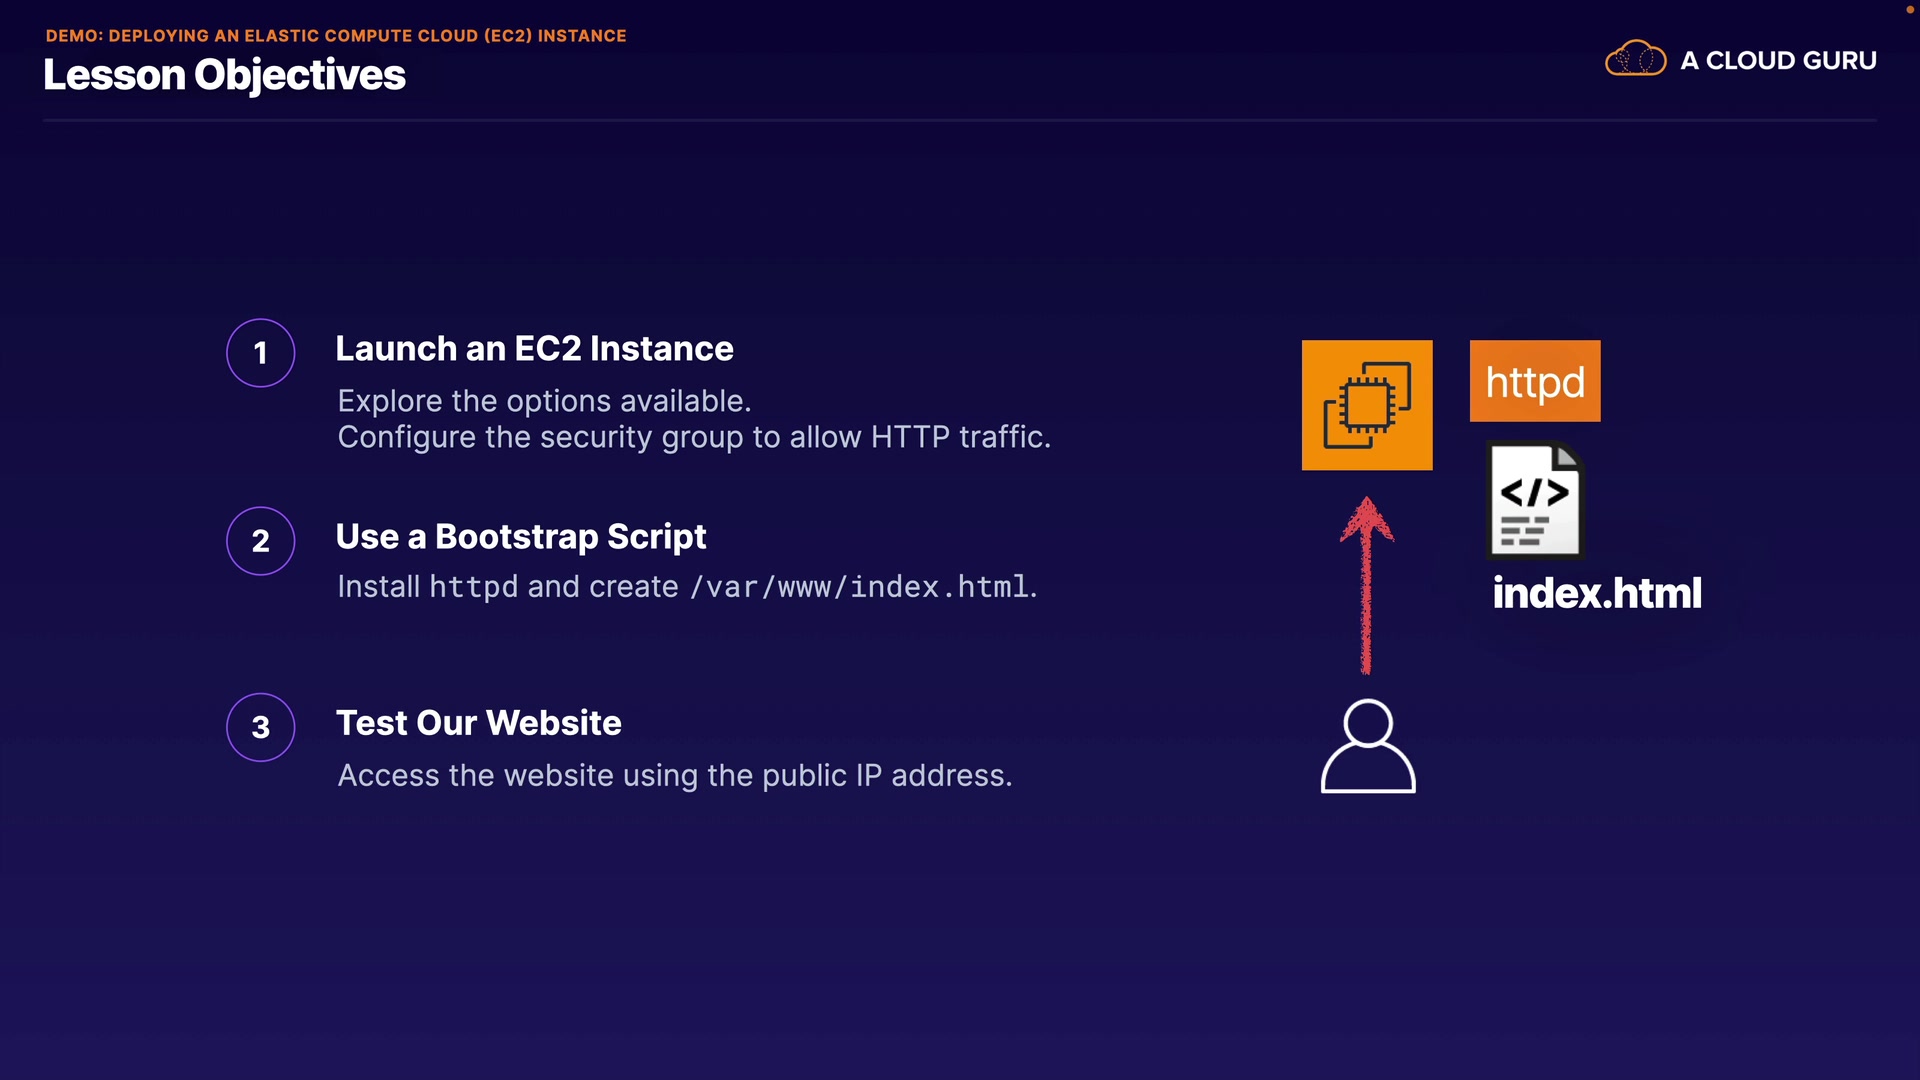 DEMO: DEPLOYING AN ELASTIC COMPUTE CLOUD (EC2) INSTANCE
Lesson Objectives
A CLOUD GURU
1
Launch an EC2 Instance
Explore the options available.
Configure the security group to allow HTTP traffic.
2
Use a Bootstrap Script
Install httpd and create /var/www/index.html.
3
Test Our Website
Access the website using the public IP address.
httpd
</>
index.html